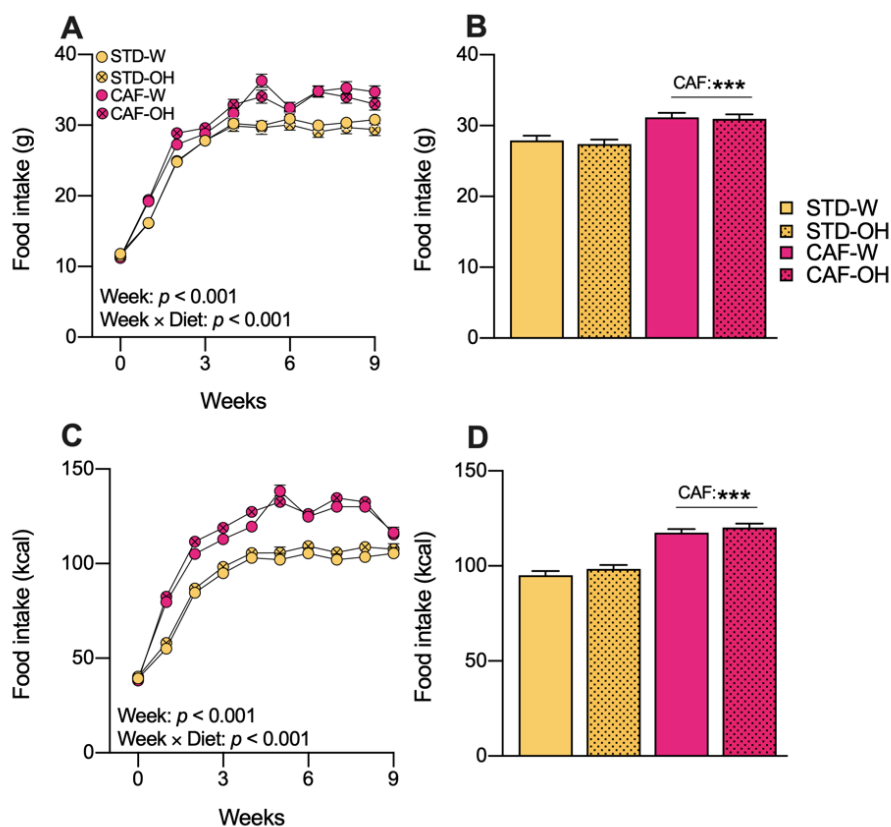 A
STD-W
STD-OH
CAF-W
CAF-OH
40
30
20
10
0
Food intake (g)
Week: p < 0.001
Week × Diet: p < 0.001
0 3 6 9
Weeks
B
40
30
20
10
0
Food intake (g)
CAF:***
STD-W
STD-OH
CAF-W
CAF-OH
C
150
100
50
0
Food intake (kcal)
Week: p < 0.001
Week × Diet: p < 0.001
0 3 6 9
Weeks
D
150
100
50
0
Food intake (kcal)
CAF:***